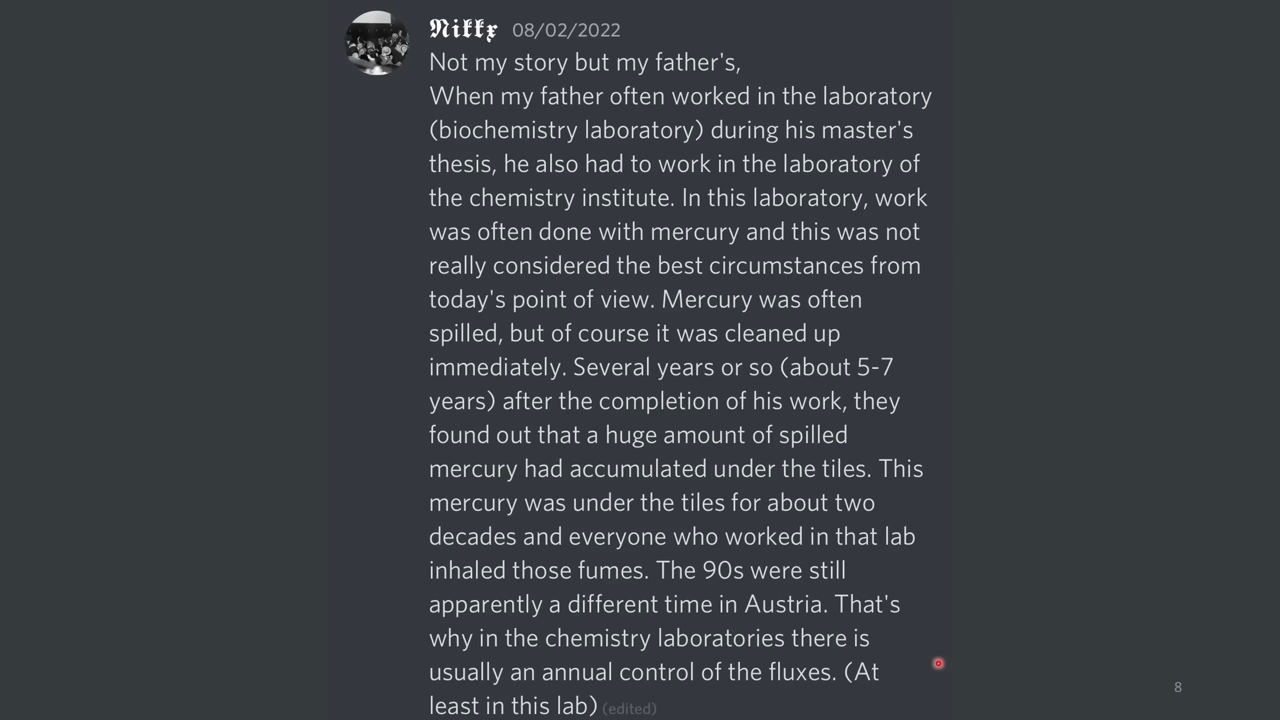 𝕹𝖎𝖐𝖐𝖝 08/02/2022
Not my story but my father's,
When my father often worked in the laboratory
(biochemistry laboratory) during his master's
thesis, he also had to work in the laboratory of
the chemistry institute. In this laboratory, work
was often done with mercury and this was not
really considered the best circumstances from
today's point of view. Mercury was often
spilled, but of course it was cleaned up
immediately. Several years or so (about 5-7
years) after the completion of his work, they
found out that a huge amount of spilled
mercury had accumulated under the tiles. This
mercury was under the tiles for about two
decades and everyone who worked in that lab
inhaled those fumes. The 90s were still
apparently a different time in Austria. That's
why in the chemistry laboratories there is
usually an annual control of the fluxes. (At
least in this lab) (edited)
8